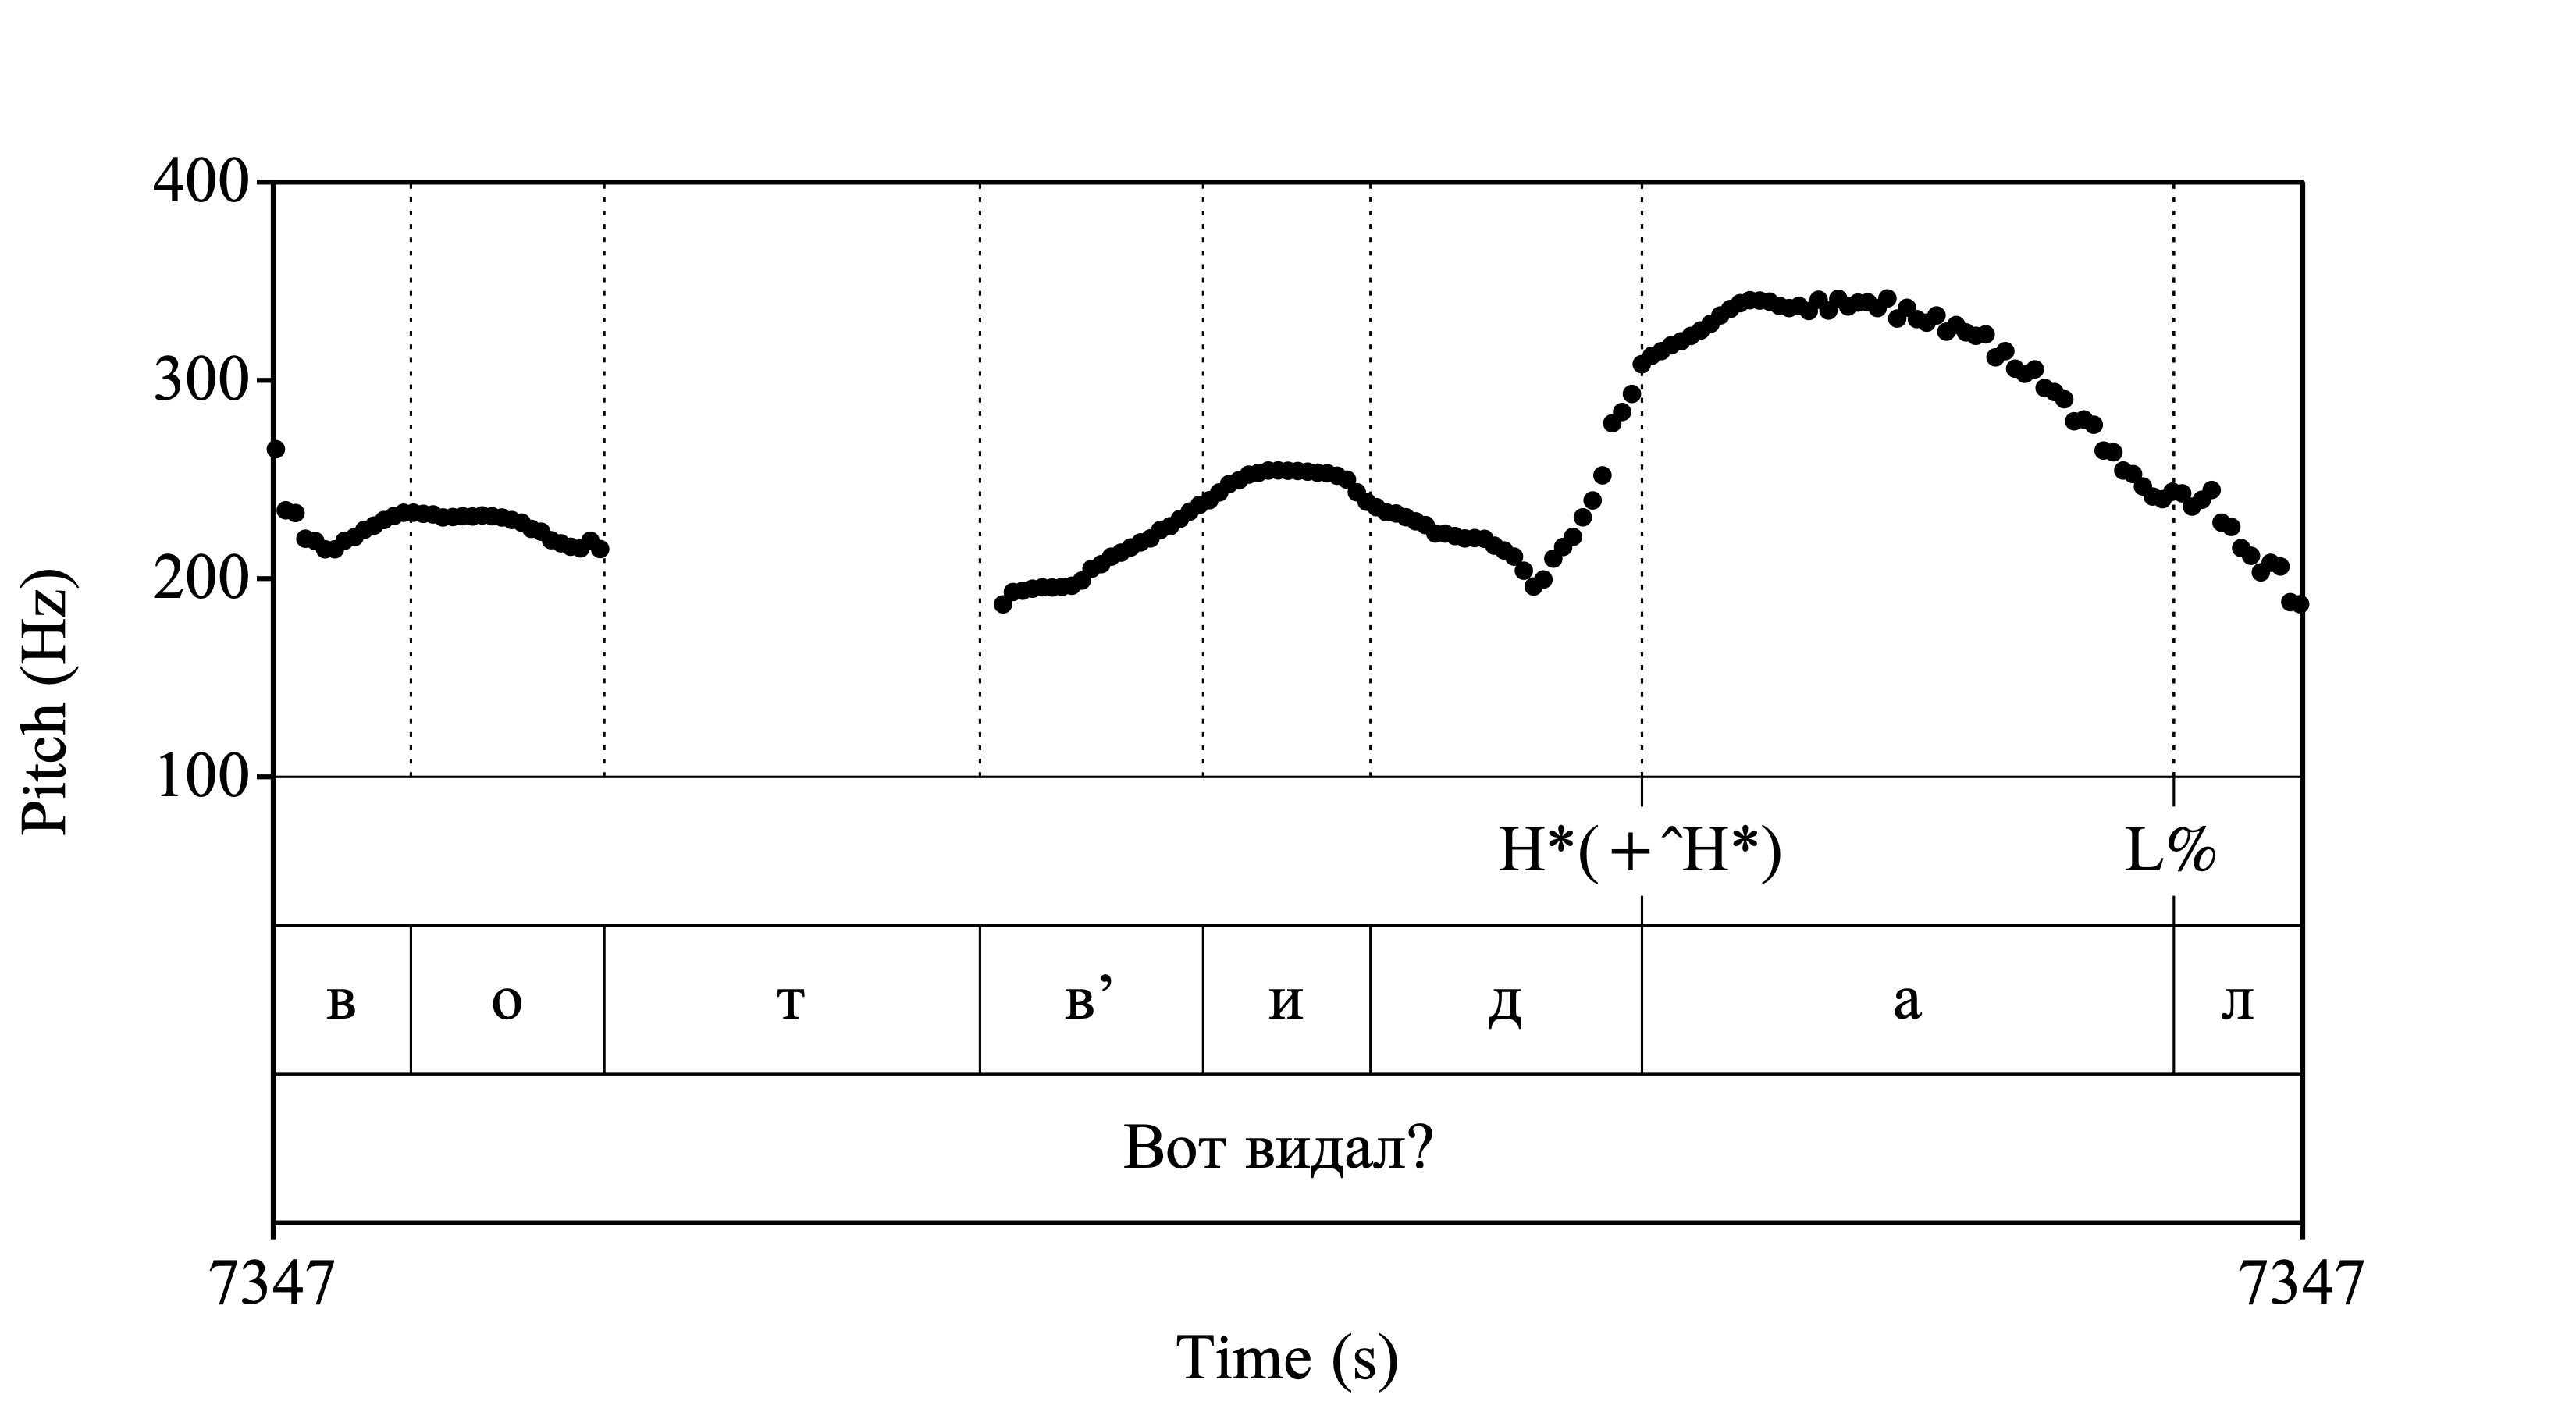 400
300
200
100
Pitch (Hz)
H*(+ˆH*) L%
в о т в’ и д а л
Вот видал?
7347 7347
Time (s)